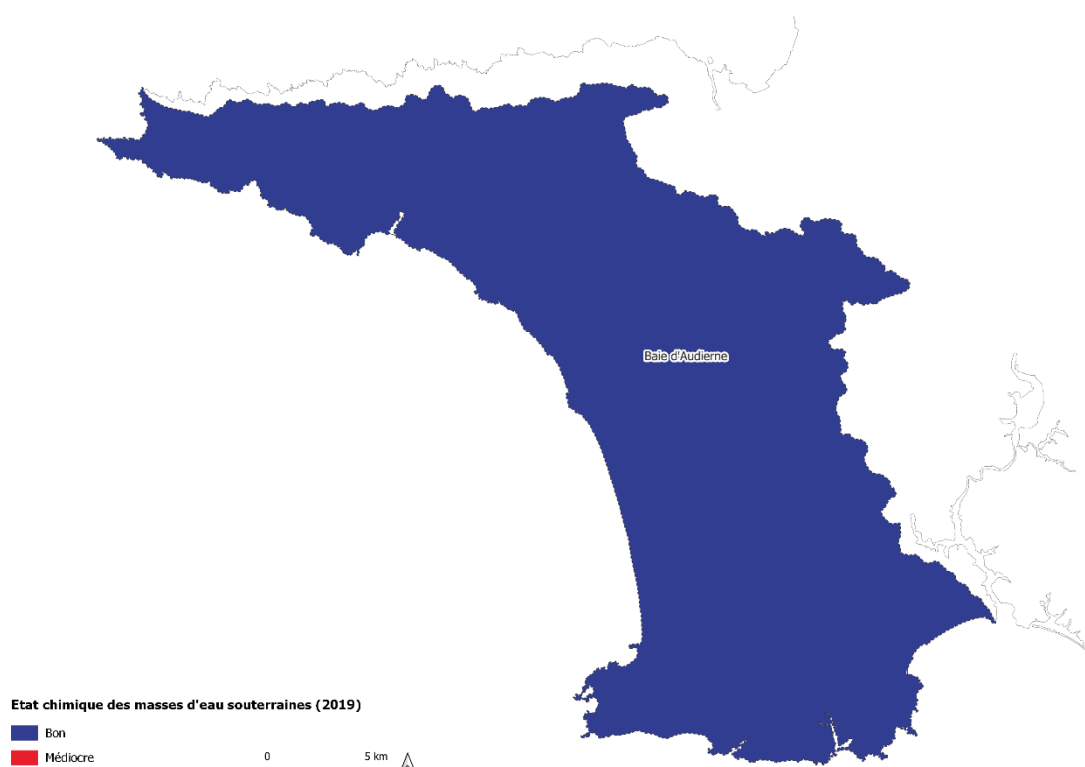 Baie d'Audierne
Etat chimique des masses d'eau souterraines (2019)
Bon
Médiocre
0 5 km